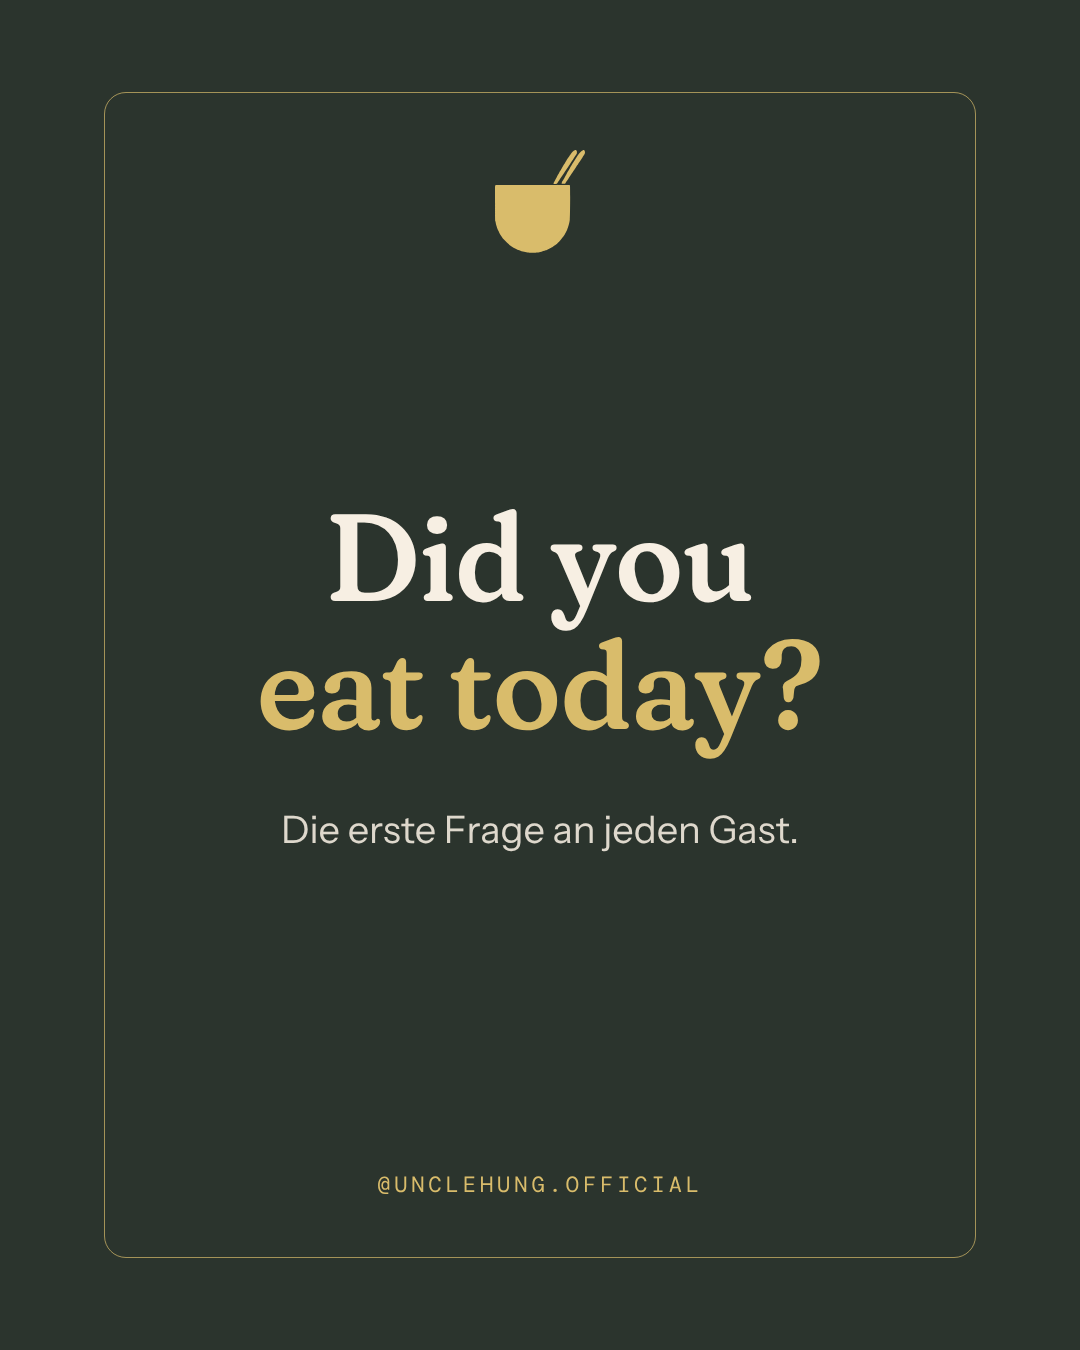 Did you
eat today?
Die erste Frage an jeden Gast.
@UNCLEHUNG.OFFICIAL